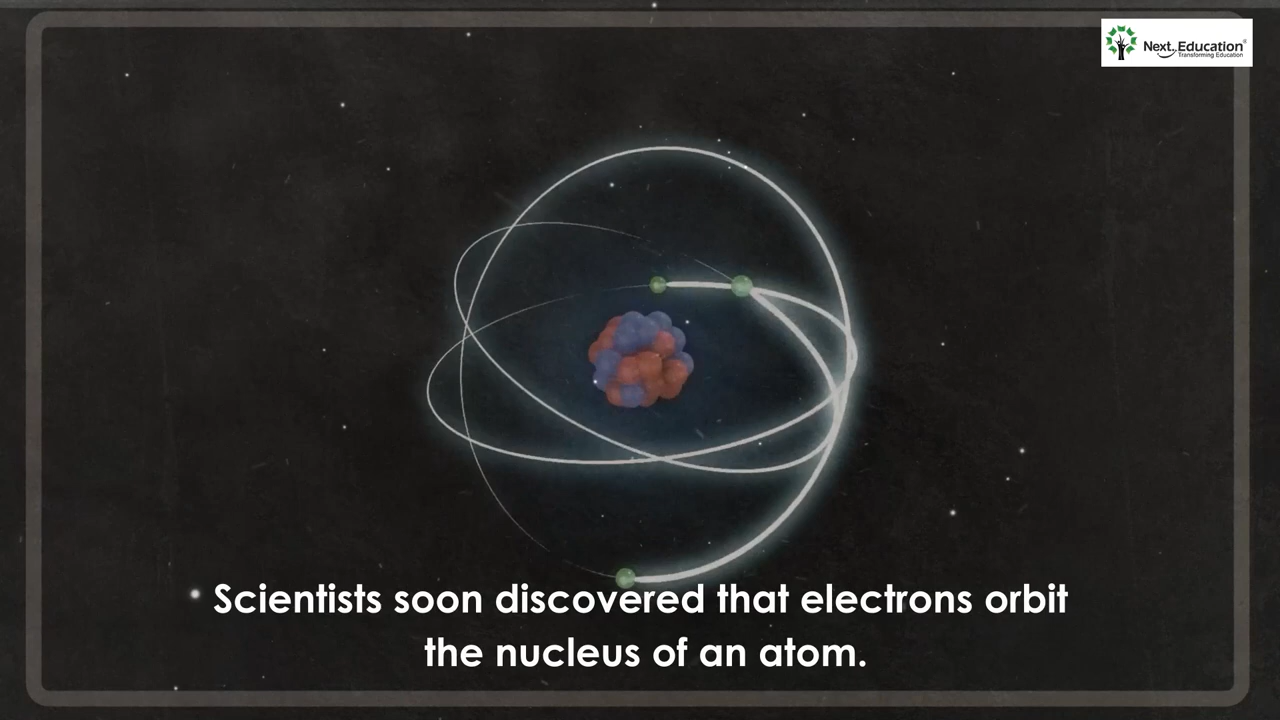 Next Education®
Transforming Education
Scientists soon discovered that electrons orbit
the nucleus of an atom.